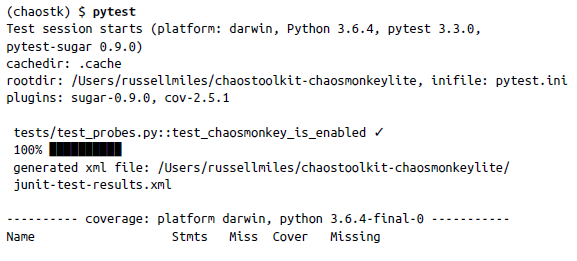 (chaostk) $ pytest
Test session starts (platform: darwin, Python 3.6.4, pytest 3.3.0,
pytest-sugar 0.9.0)
cachedir: .cache
rootdir: /Users/russellmiles/chaostoolkit-chaosmonkeylite, inifile: pytest.ini
plugins: sugar-0.9.0, cov-2.5.1
tests/test_probes.py::test_chaosmonkey_is_enabled ✓
100% ██████████
generated xml file: /Users/russellmiles/chaostoolkit-chaosmonkeylite/
junit-test-results.xml
---------- coverage: platform darwin, python 3.6.4-final-0 -----------
Name Stmts Miss Cover Missing